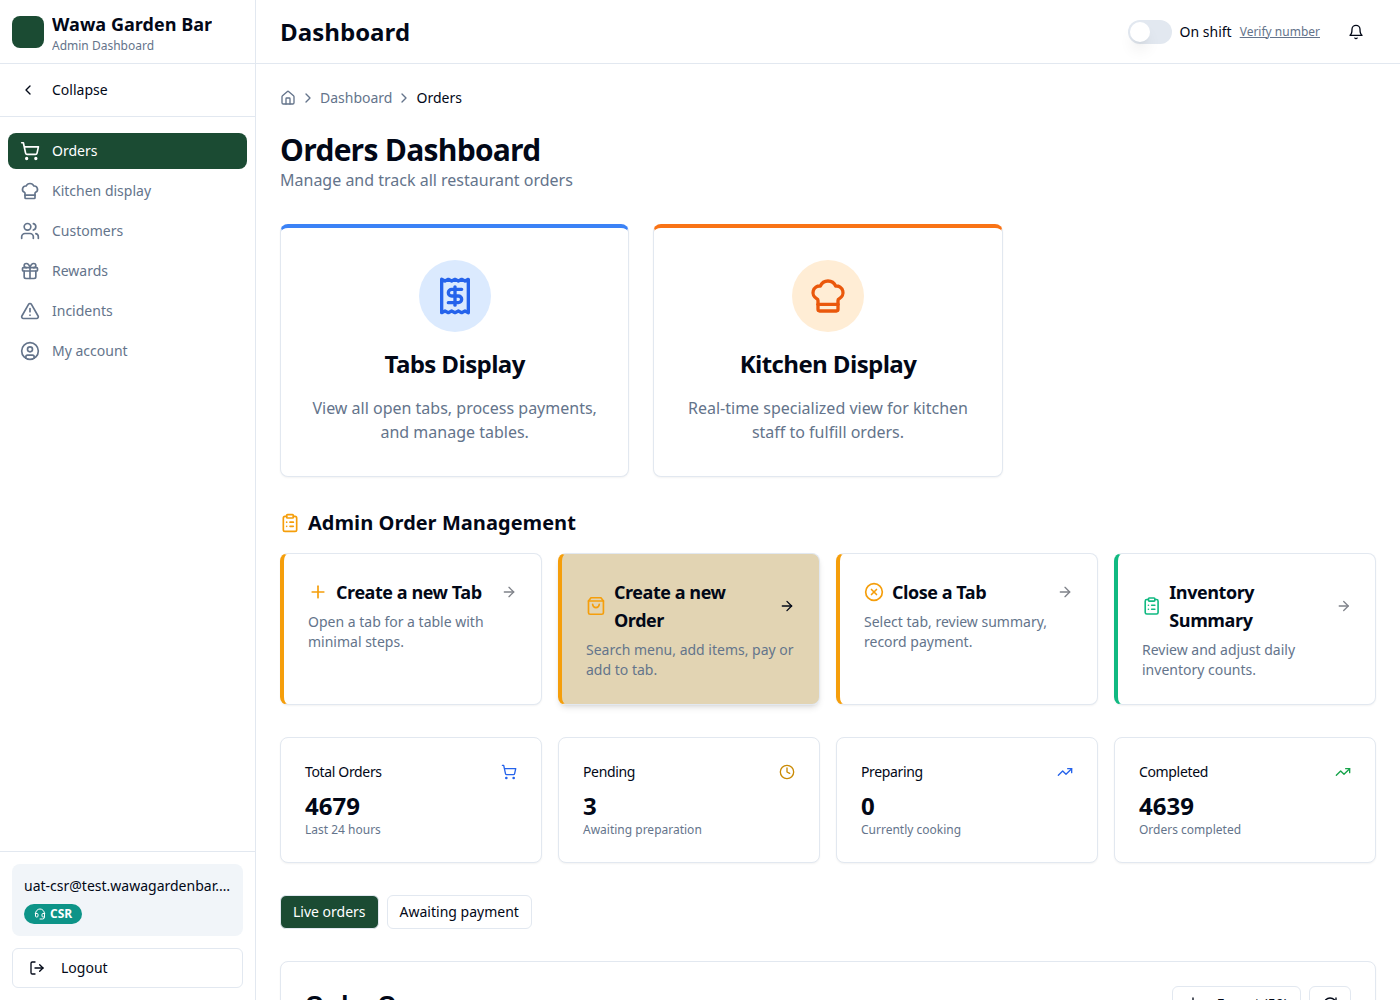 Wawa Garden Bar
Admin Dashboard
Collapse
Orders
Kitchen display
Customers
Rewards
Incidents
My account
uat-csr@test.wawagardenbar....
CSR
Logout
Dashboard
On shift
Verify number
Dashboard
Orders
Orders Dashboard
Manage and track all restaurant orders
Tabs Display
View all open tabs, process payments,
and manage tables.
Kitchen Display
Real-time specialized view for kitchen
staff to fulfill orders.
Admin Order Management
Create a new Tab
Open a tab for a table with
minimal steps.
Create a new
Order
Search menu, add items, pay or
add to tab.
Close a Tab
Select tab, review summary,
record payment.
Inventory
Summary
Review and adjust daily
inventory counts.
Total Orders
4679
Last 24 hours
Pending
3
Awaiting preparation
Preparing
0
Currently cooking
Completed
4639
Orders completed
Live orders
Awaiting payment